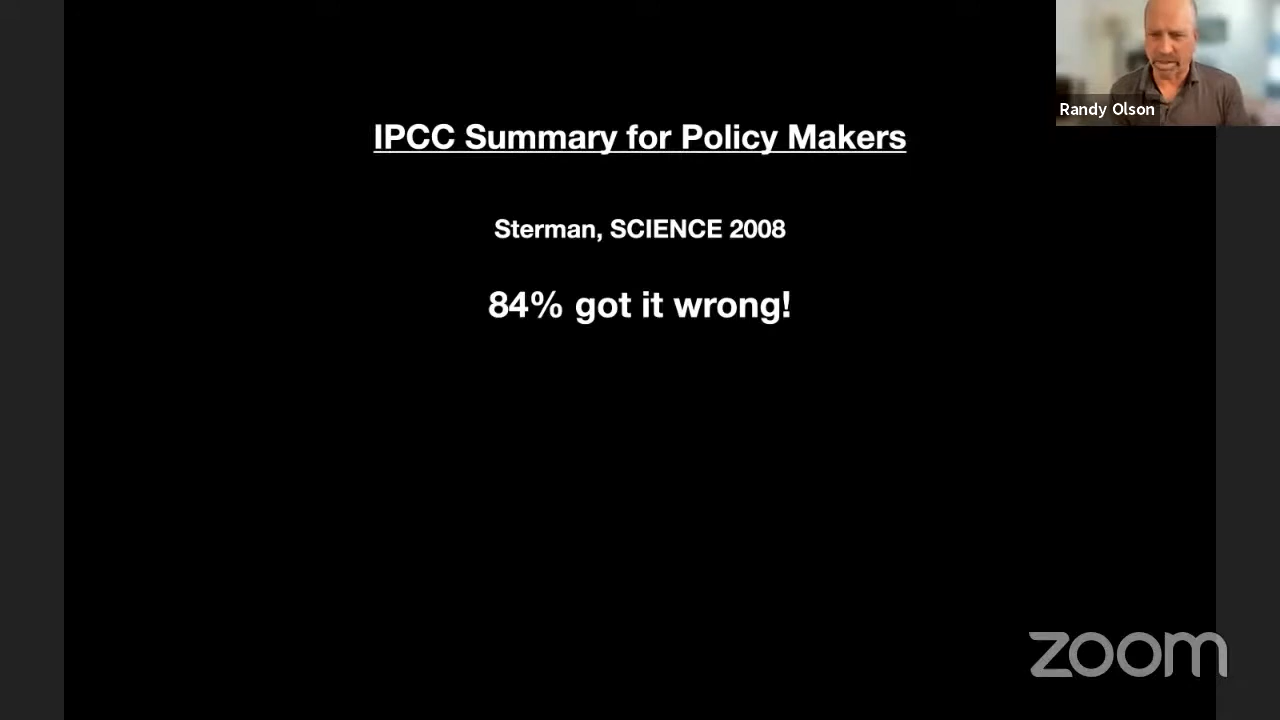 Randy Olson
IPCC Summary for Policy Makers
Sterman, SCIENCE 2008
84% got it wrong!
zoom